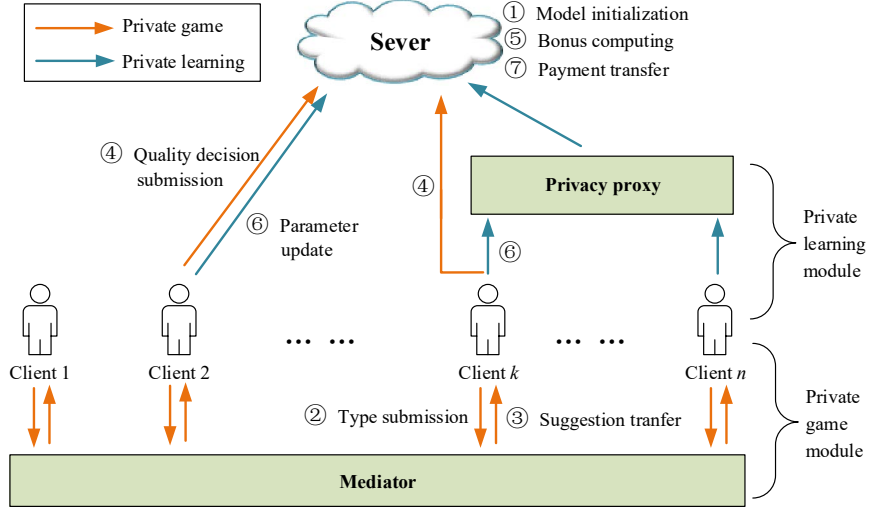 Private game
Private learning
Sever
① Model initialization
⑤ Bonus computing
⑦ Payment transfer
④ Quality decision
submission
⑥ Parameter
update
④
Privacy proxy
⑥
Private
learning
module
Client 1
Client 2
... ...
Client k
... ...
Client n
② Type submission
③ Suggestion tranfer
Private
game
module
Mediator